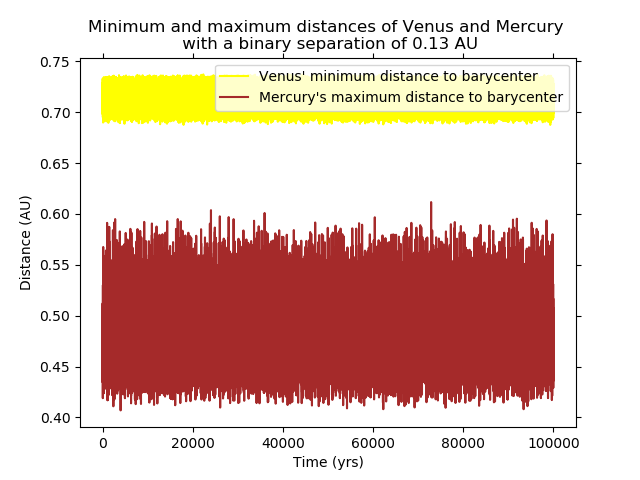 Minimum and maximum distances of Venus and Mercury
with a binary separation of 0.13 AU
Venus' minimum distance to barycenter
Mercury's maximum distance to barycenter
Distance (AU)
0.75
0.70
0.65
0.60
0.55
0.50
0.45
0.40
0 20000 40000 60000 80000 100000
Time (yrs)